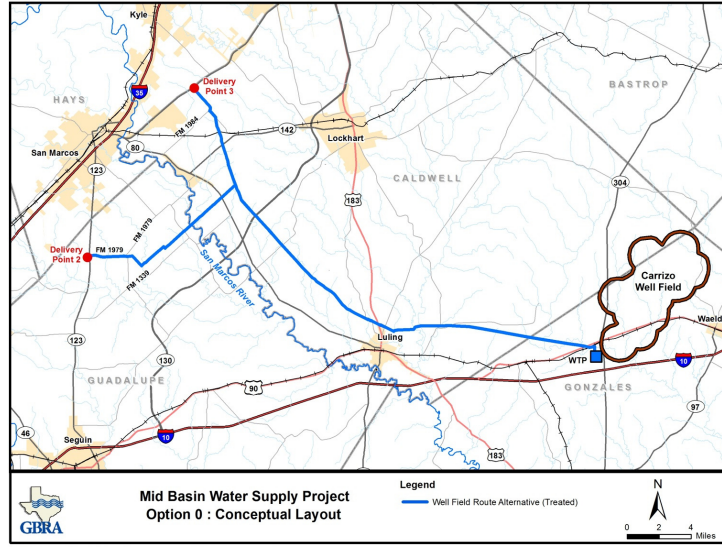 Kyle
Delivery
Point 3
35
BASTROP
HAYS
FM 1984
142
Lockhart
San Marcos
80
123
CALDWELL
304
183
FM 1979
FM 1979
Delivery
Point 2
FM 1339
San Marcos River
Carrizo
Well Field
Waeld
Luling
WTP
123
130
10
GUADALUPE
90
GONZALES
97
46
Seguin
10
183
GBRA
Mid Basin Water Supply Project
Option 0 : Conceptual Layout
Legend
Well Field Route Alternative (Treated)
N
0 2 4
Miles